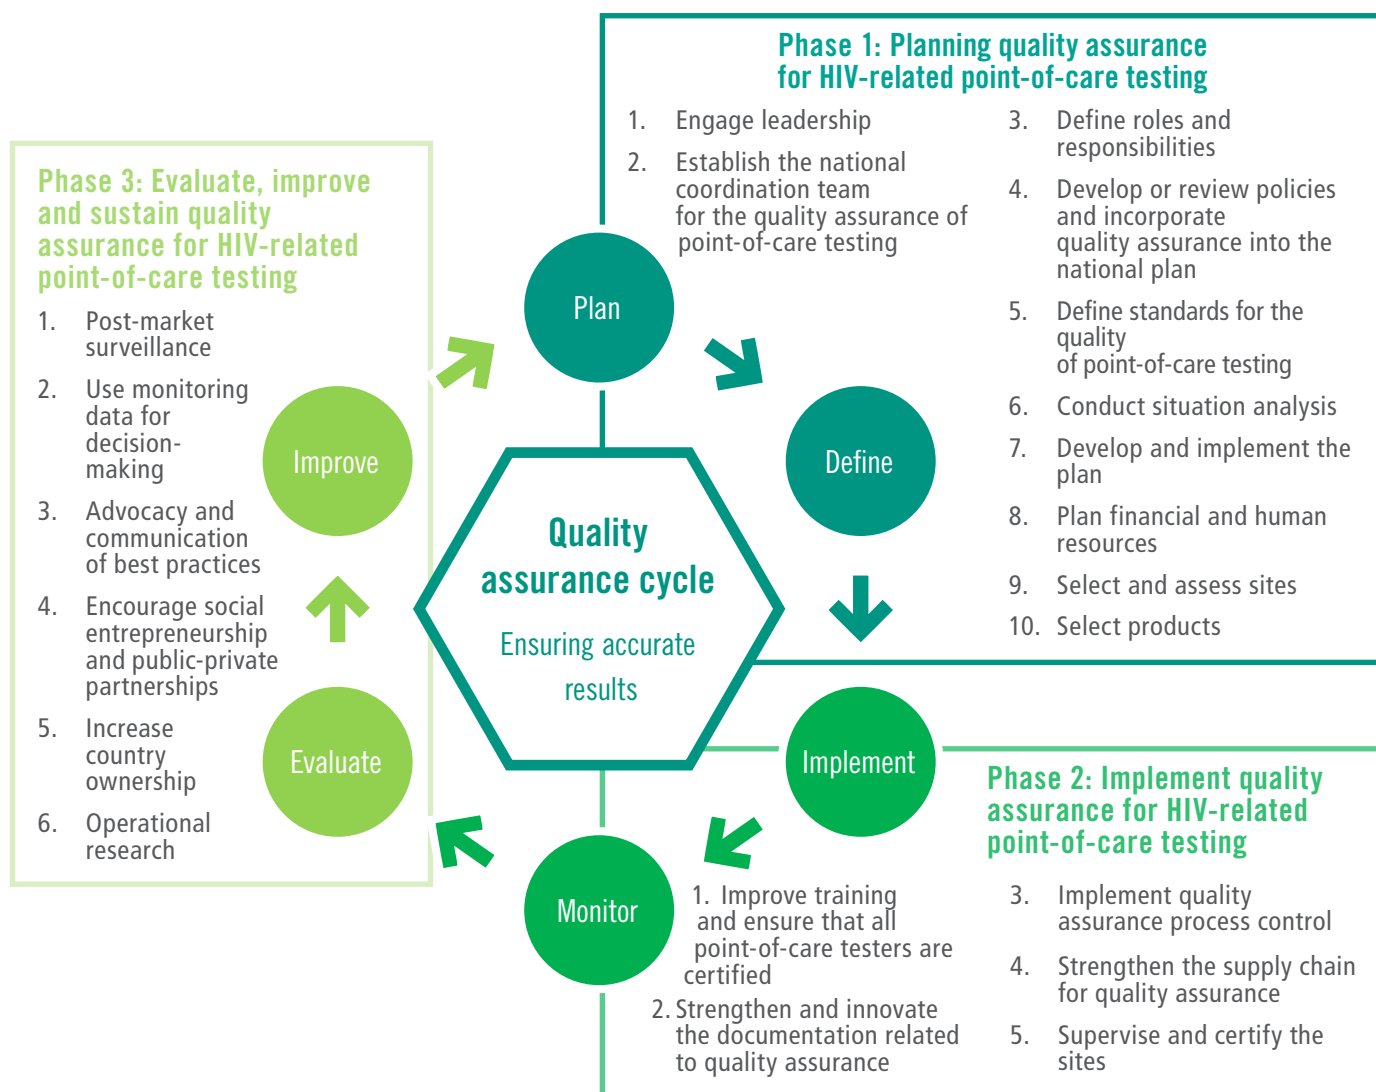 Phase 1: Planning quality assurance
for HIV-related point-of-care testing
1. Engage leadership
2. Establish the national
coordination team
for the quality assurance of
point-of-care testing
3. Define roles and
responsibilities
4. Develop or review policies
and incorporate
quality assurance into the
national plan
5. Define standards for the
quality
of point-of-care testing
6. Conduct situation analysis
7. Develop and implement the
plan
8. Plan financial and human
resources
9. Select and assess sites
10. Select products
Phase 3: Evaluate, improve
and sustain quality
assurance for HIV-related
point-of-care testing
1. Post-market
surveillance
2. Use monitoring
data for
decision-
making
3. Advocacy and
communication
of best practices
4. Encourage social
entrepreneurship
and public-private
partnerships
5. Increase
country
ownership
6. Operational
research
Plan
Define
Implement
Monitor
Evaluate
Improve
Quality
assurance cycle
Ensuring accurate
results
Phase 2: Implement quality
assurance for HIV-related
point-of-care testing
1. Improve training
and ensure that all
point-of-care testers are
certified
2. Strengthen and innovate
the documentation related
to quality assurance
3. Implement quality
assurance process control
4. Strengthen the supply chain
for quality assurance
5. Supervise and certify the
sites